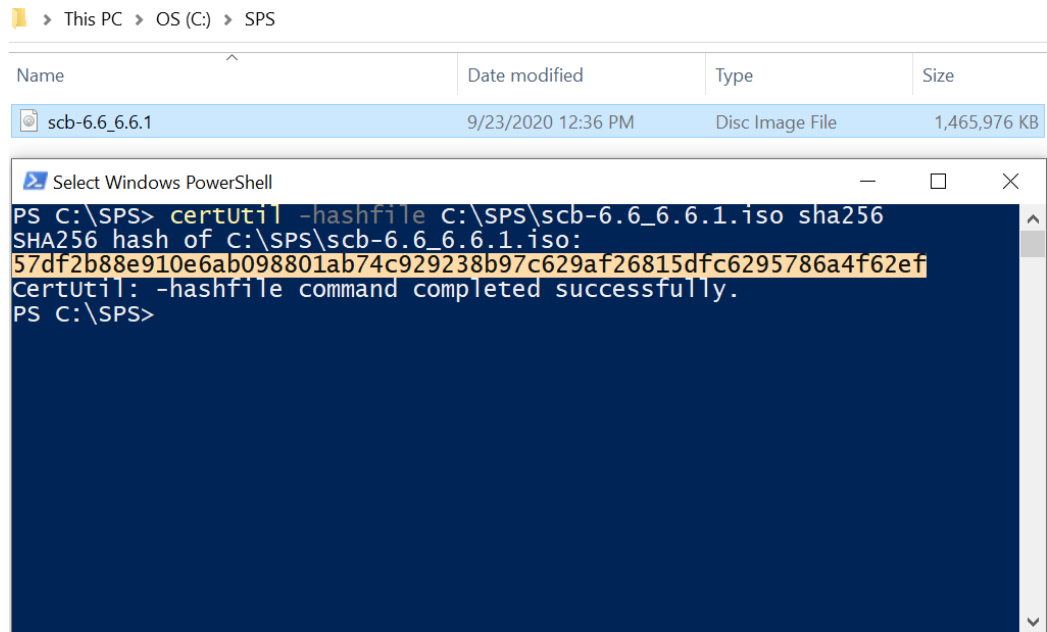 This PC > OS (C:) > SPS
Name Date modified Type Size
scb-6.6_6.6.1 9/23/2020 12:36 PM Disc Image File 1,465,976 KB
Select Windows PowerShell
PS C:\SPS> certUtil -hashfile C:\SPS\scb-6.6_6.6.1.iso sha256
SHA256 hash of C:\SPS\scb-6.6_6.6.1.iso:
57df2b88e910e6ab098801ab74c929238b97c629af26815dfc6295786a4f62ef
CertUtil: -hashfile command completed successfully.
PS C:\SPS>